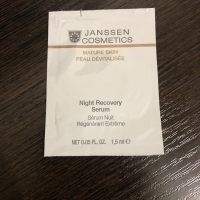 JANSSEN
COSMETICS
MATURE SKIN
PEAU DÉVITALISÉE
Night Recovery
Serum
Sérum Nuit
Régénérant Extrême
NET 0.05 FL. OZ. 1,5 ml ℮